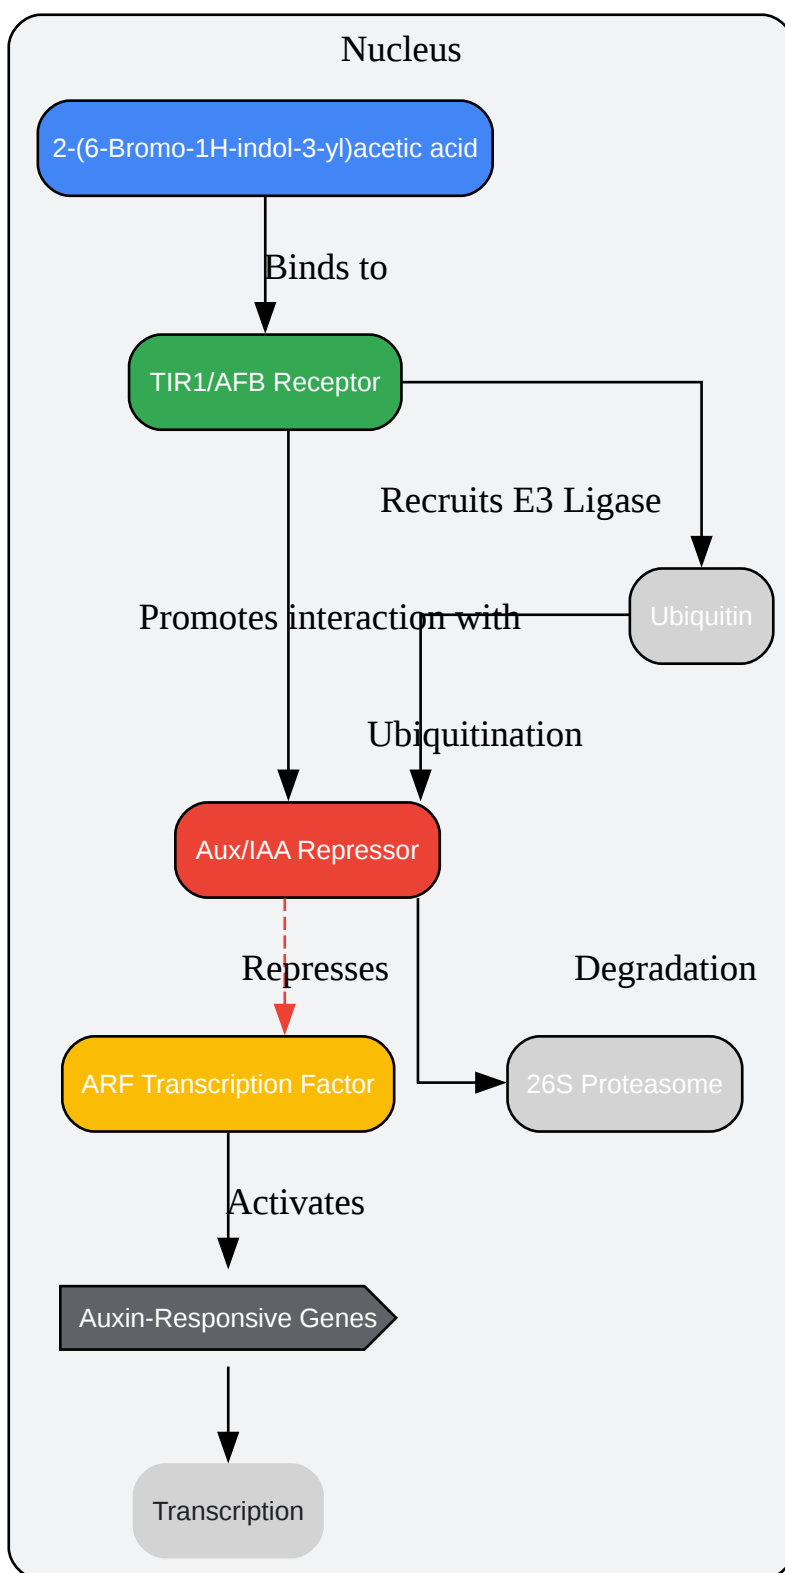 Nucleus
2-(6-Bromo-1H-indol-3-yl)acetic acid
Binds to
TIR1/AFB Receptor
Recruits E3 Ligase
Promotes interaction with
Ubiquitin
Ubiquitination
Aux/IAA Repressor
Represses
Degradation
ARF Transcription Factor
26S Proteasome
Activates
Auxin-Responsive Genes
Transcription